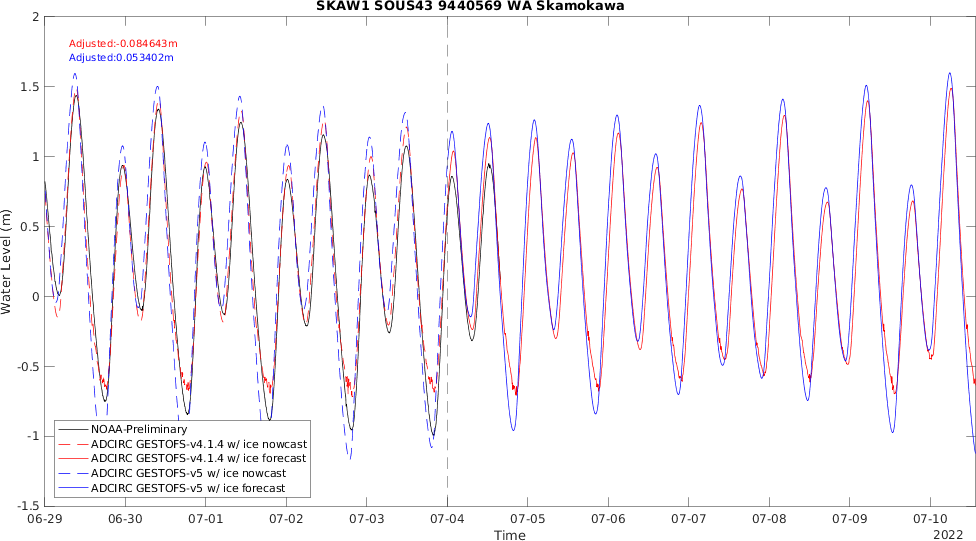 SKAW1 SOUS43 9440569 WA Skamokawa
Adjusted:-0.084643m
Adjusted:0.053402m
2
1.5
1
0.5
0
-0.5
-1
-1.5
Water Level (m)
NOAA-Preliminary
ADCIRC GESTOFS-v4.1.4 w/ ice nowcast
ADCIRC GESTOFS-v4.1.4 w/ ice forecast
ADCIRC GESTOFS-v5 w/ ice nowcast
ADCIRC GESTOFS-v5 w/ ice forecast
06-29 06-30 07-01 07-02 07-03 07-04 07-05 07-06 07-07 07-08 07-09 07-10
Time
2022